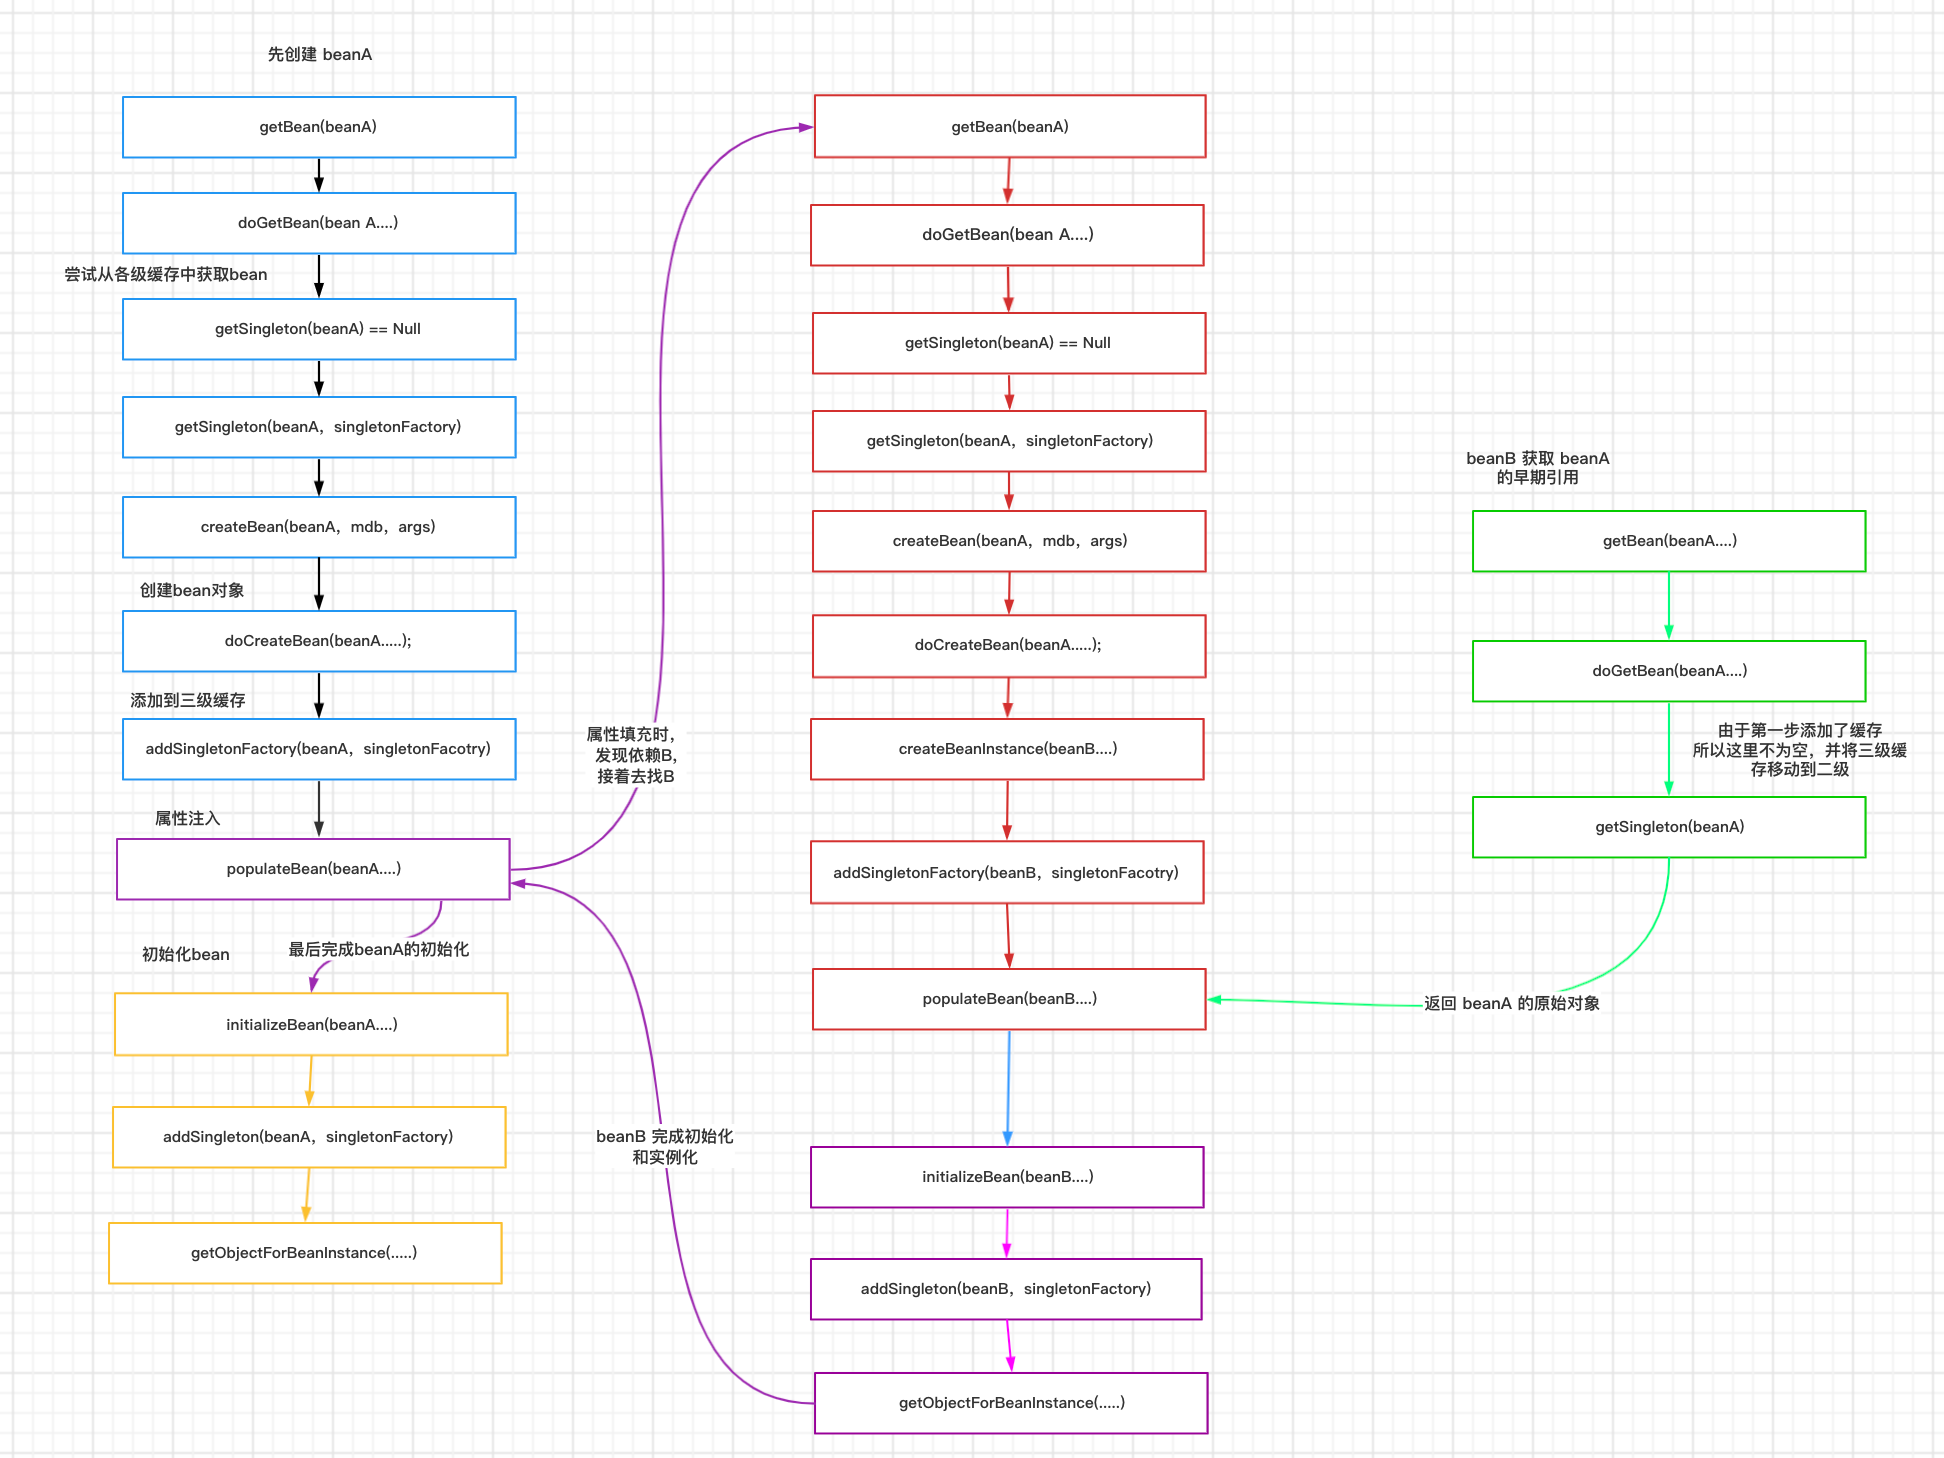 先创建 beanA
getBean(beanA)
doGetBean(bean A....)
尝试从各级缓存中获取bean
getSingleton(beanA) == Null
getSingleton(beanA，singletonFactory)
createBean(beanA，mdb，args)
创建bean对象
doCreateBean(beanA.....);
添加到三级缓存
addSingletonFactory(beanA，singletonFacotry)
属性注入
populateBean(beanA....)
初始化bean
最后完成beanA的初始化
initializeBean(beanA....)
addSingleton(beanA，singletonFactory)
getObjectForBeanInstance(.....)
属性填充时，
发现依赖B,
接着去找B
beanB 完成初始化
和实例化
getBean(beanA)
doGetBean(bean A....)
getSingleton(beanA) == Null
getSingleton(beanA，singletonFactory)
createBean(beanA，mdb，args)
doCreateBean(beanA.....);
createBeanInstance(beanB....)
addSingletonFactory(beanB，singletonFacotry)
populateBean(beanB....)
initializeBean(beanB....)
addSingleton(beanB，singletonFactory)
getObjectForBeanInstance(.....)
beanB 获取 beanA
的早期引用
getBean(beanA....)
doGetBean(beanA....)
由于第一步添加了缓存
所以这里不为空，并将三级缓
存移动到二级
getSingleton(beanA)
返回 beanA 的原始对象